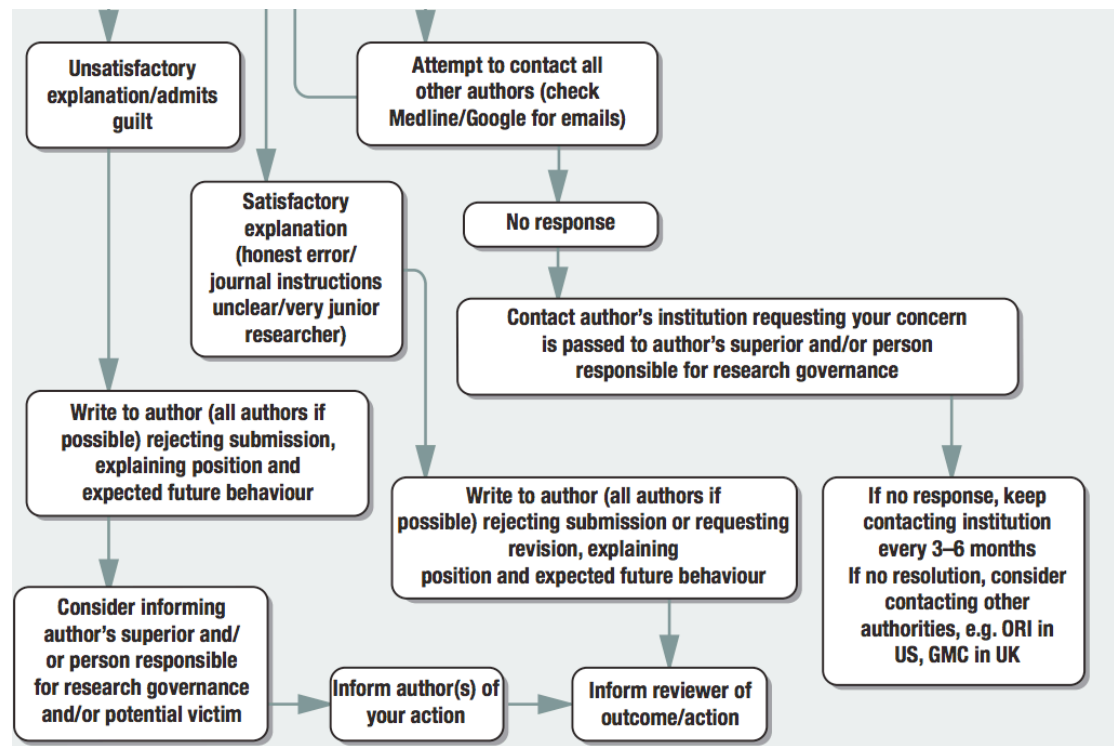 Unsatisfactory
explanation/admits
guilt
Attempt to contact all
other authors (check
Medline/Google for emails)
Satisfactory
explanation
(honest error/
journal instructions
unclear/very junior
researcher)
No response
Contact author's institution requesting your concern
is passed to author's superior and/or person
responsible for research governance
Write to author (all authors if
possible) rejecting submission,
explaining position and
expected future behaviour
Write to author (all authors if
possible) rejecting submission or requesting
revision, explaining
position and expected future behaviour
If no response, keep
contacting institution
every 3–6 months
If no resolution, consider
contacting other
authorities, e.g. ORI in
US, GMC in UK
Consider informing
author's superior and/
or person responsible
for research governance
and/or potential victim
Inform author(s) of
your action
Inform reviewer of
outcome/action